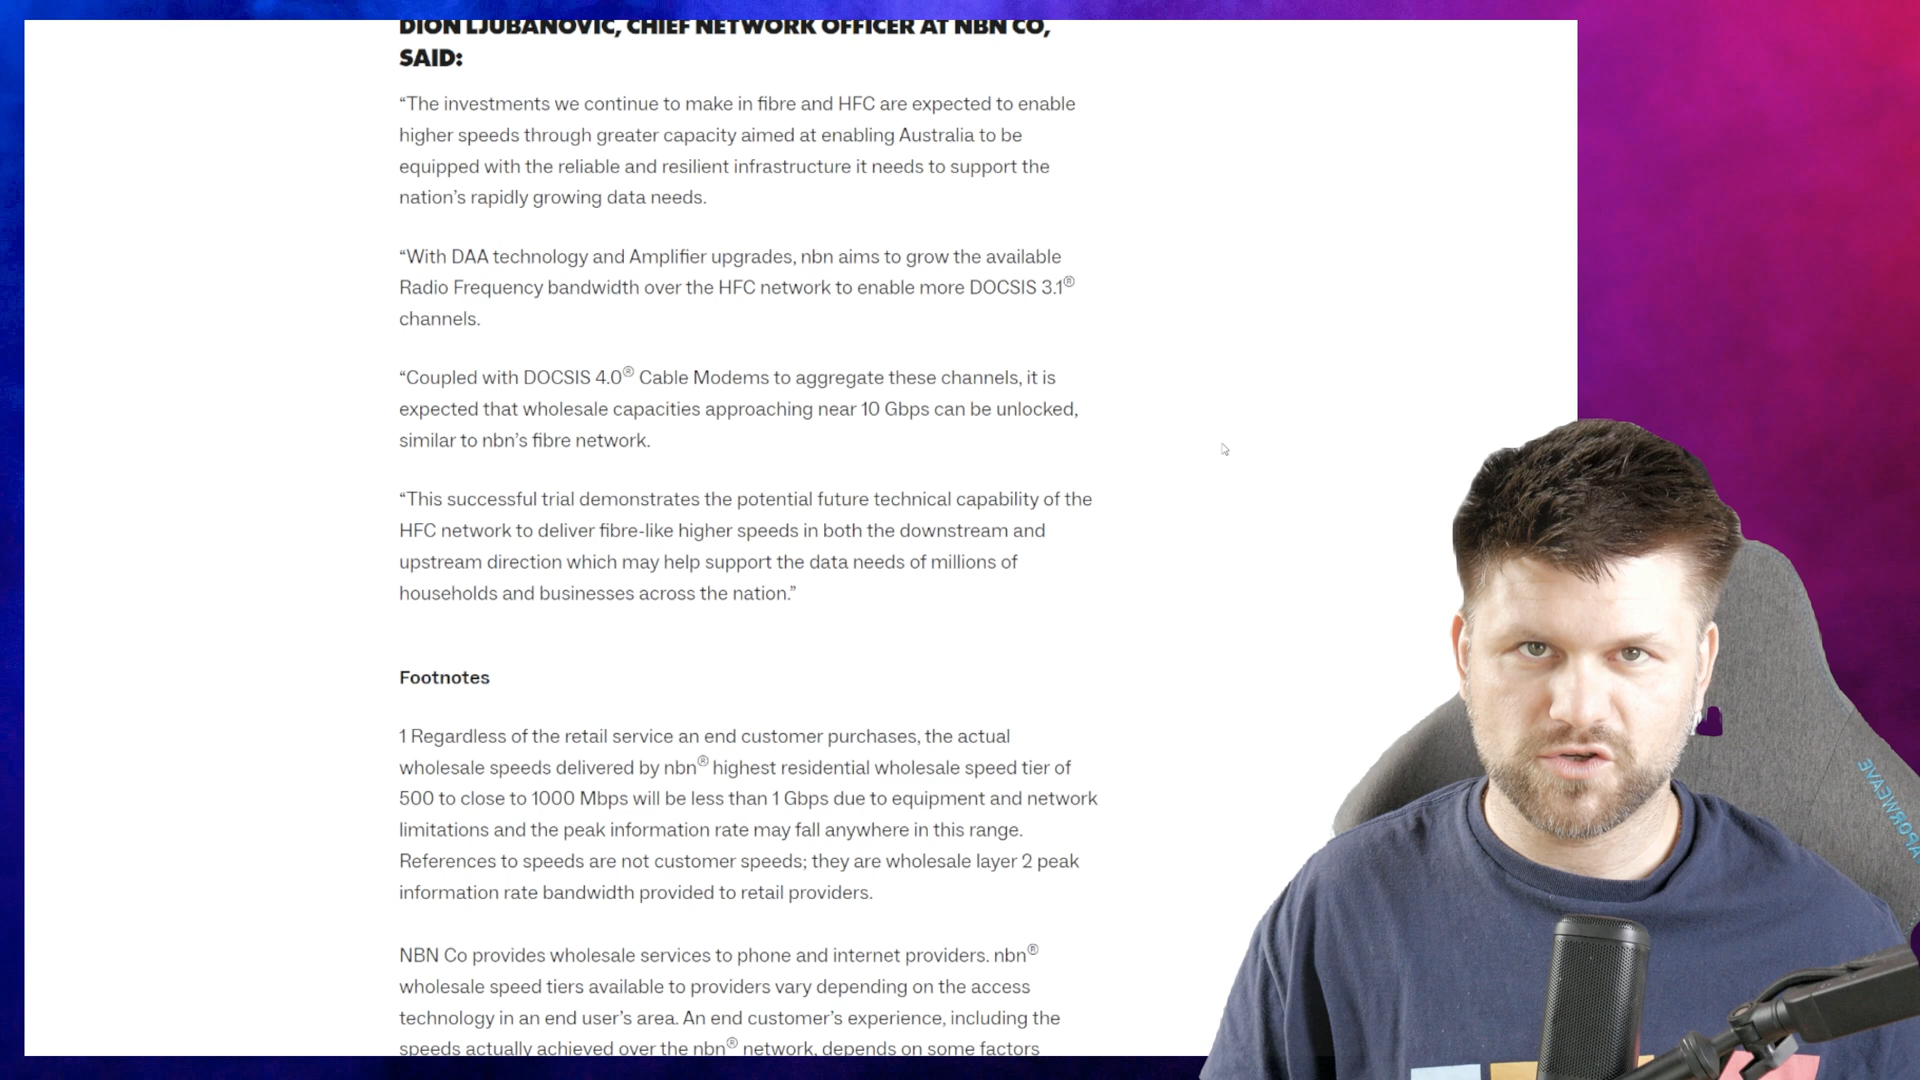 DION LJUBANOVIC, CHIEF NETWORK OFFICER AT NBN CO,
SAID:
“The investments we continue to make in fibre and HFC are expected to enable
higher speeds through greater capacity aimed at enabling Australia to be
equipped with the reliable and resilient infrastructure it needs to support the
nation’s rapidly growing data needs.
“With DAA technology and Amplifier upgrades, nbn aims to grow the available
Radio Frequency bandwidth over the HFC network to enable more DOCSIS 3.1®
channels.
“Coupled with DOCSIS 4.0® Cable Modems to aggregate these channels, it is
expected that wholesale capacities approaching near 10 Gbps can be unlocked,
similar to nbn’s fibre network.
“This successful trial demonstrates the potential future technical capability of the
HFC network to deliver fibre-like higher speeds in both the downstream and
upstream direction which may help support the data needs of millions of
households and businesses across the nation.”
Footnotes
1 Regardless of the retail service an end customer purchases, the actual
wholesale speeds delivered by nbn® highest residential wholesale speed tier of
500 to close to 1000 Mbps will be less than 1 Gbps due to equipment and network
limitations and the peak information rate may fall anywhere in this range.
References to speeds are not customer speeds; they are wholesale layer 2 peak
information rate bandwidth provided to retail providers.
NBN Co provides wholesale services to phone and internet providers. nbn®
wholesale speed tiers available to providers vary depending on the access
technology in an end user’s area. An end customer’s experience, including the
speeds actually achieved over the nbn® network, depends on some factors